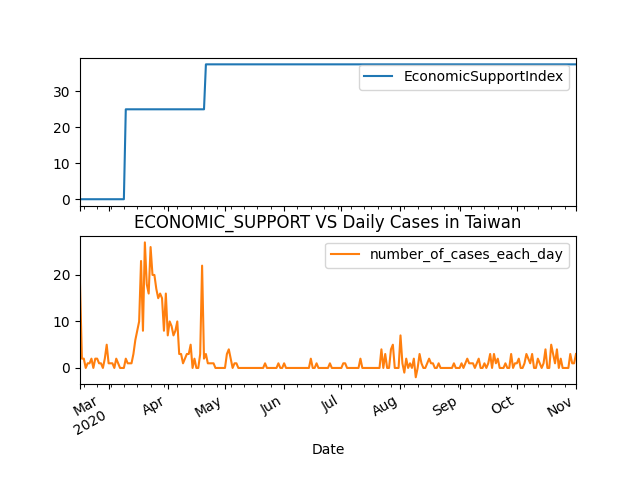 EconomicSupportIndex
30
20
10
0
ECONOMIC_SUPPORT VS Daily Cases in Taiwan
number_of_cases_each_day
20
10
0
Mar
2020
Apr
May
Jun
Jul
Aug
Sep
Oct
Nov
Date